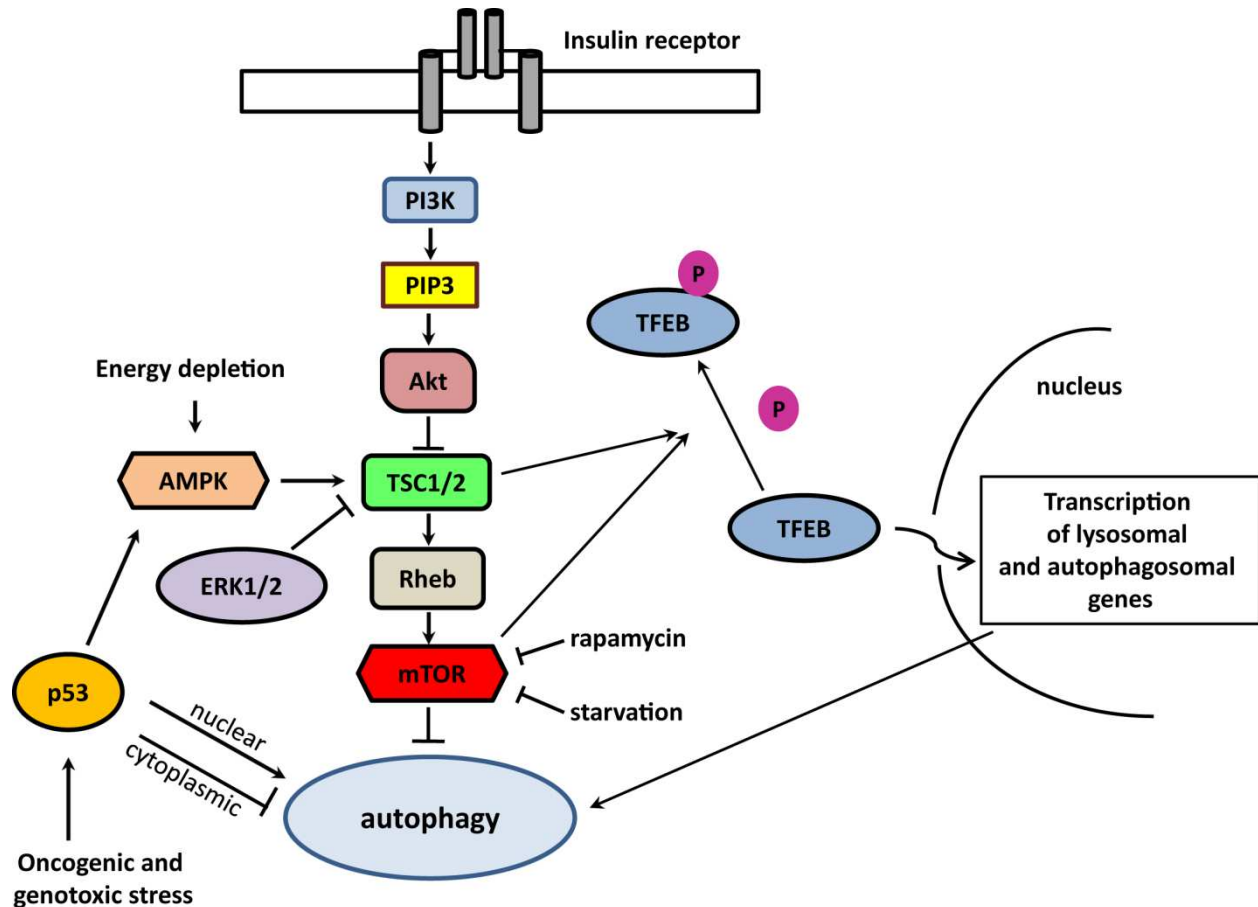 Insulin receptor
PI3K
PIP3
P
TFEB
Akt
Energy depletion
nucleus
P
AMPK
TSC1/2
Transcription
of lysosomal
and autophagosomal
genes
TFEB
ERK1/2
Rheb
rapamycin
mTOR
p53
starvation
nuclear
cytoplasmic
autophagy
Oncogenic and
genotoxic stress